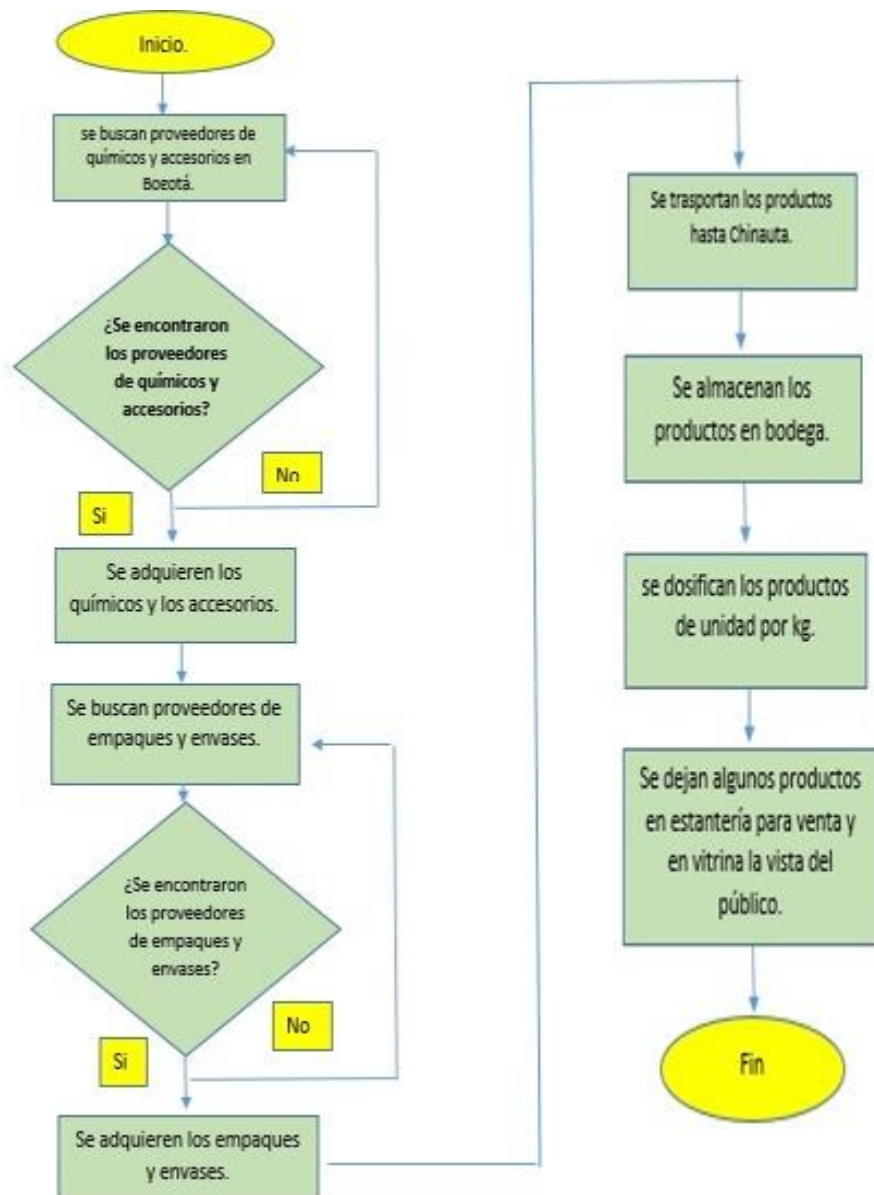 Inicio.
se buscan proveedores de
químicos y accesorios en
Bogotá.
¿Se encontraron
los proveedores
de químicos y
accesorios?
No
Si
Se adquieren los
químicos y los accesorios.
Se buscan proveedores de
empaques y envases.
¿Se encontraron
los proveedores
de empaques y
envases?
No
Si
Se adquieren los empaques
y envases.
Se trasportan los productos
hasta Chinauta.
Se almacenan los
productos en bodega.
se dosifican los productos
de unidad por kg.
Se dejan algunos productos
en estantería para venta y
en vitrina la vista del
público.
Fin